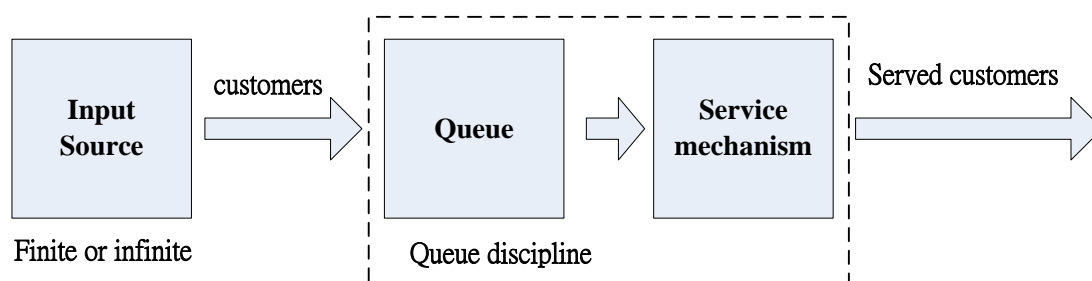 Input
Source
customers
Queue
Service
mechanism
Served customers
Finite or infinite
Queue discipline